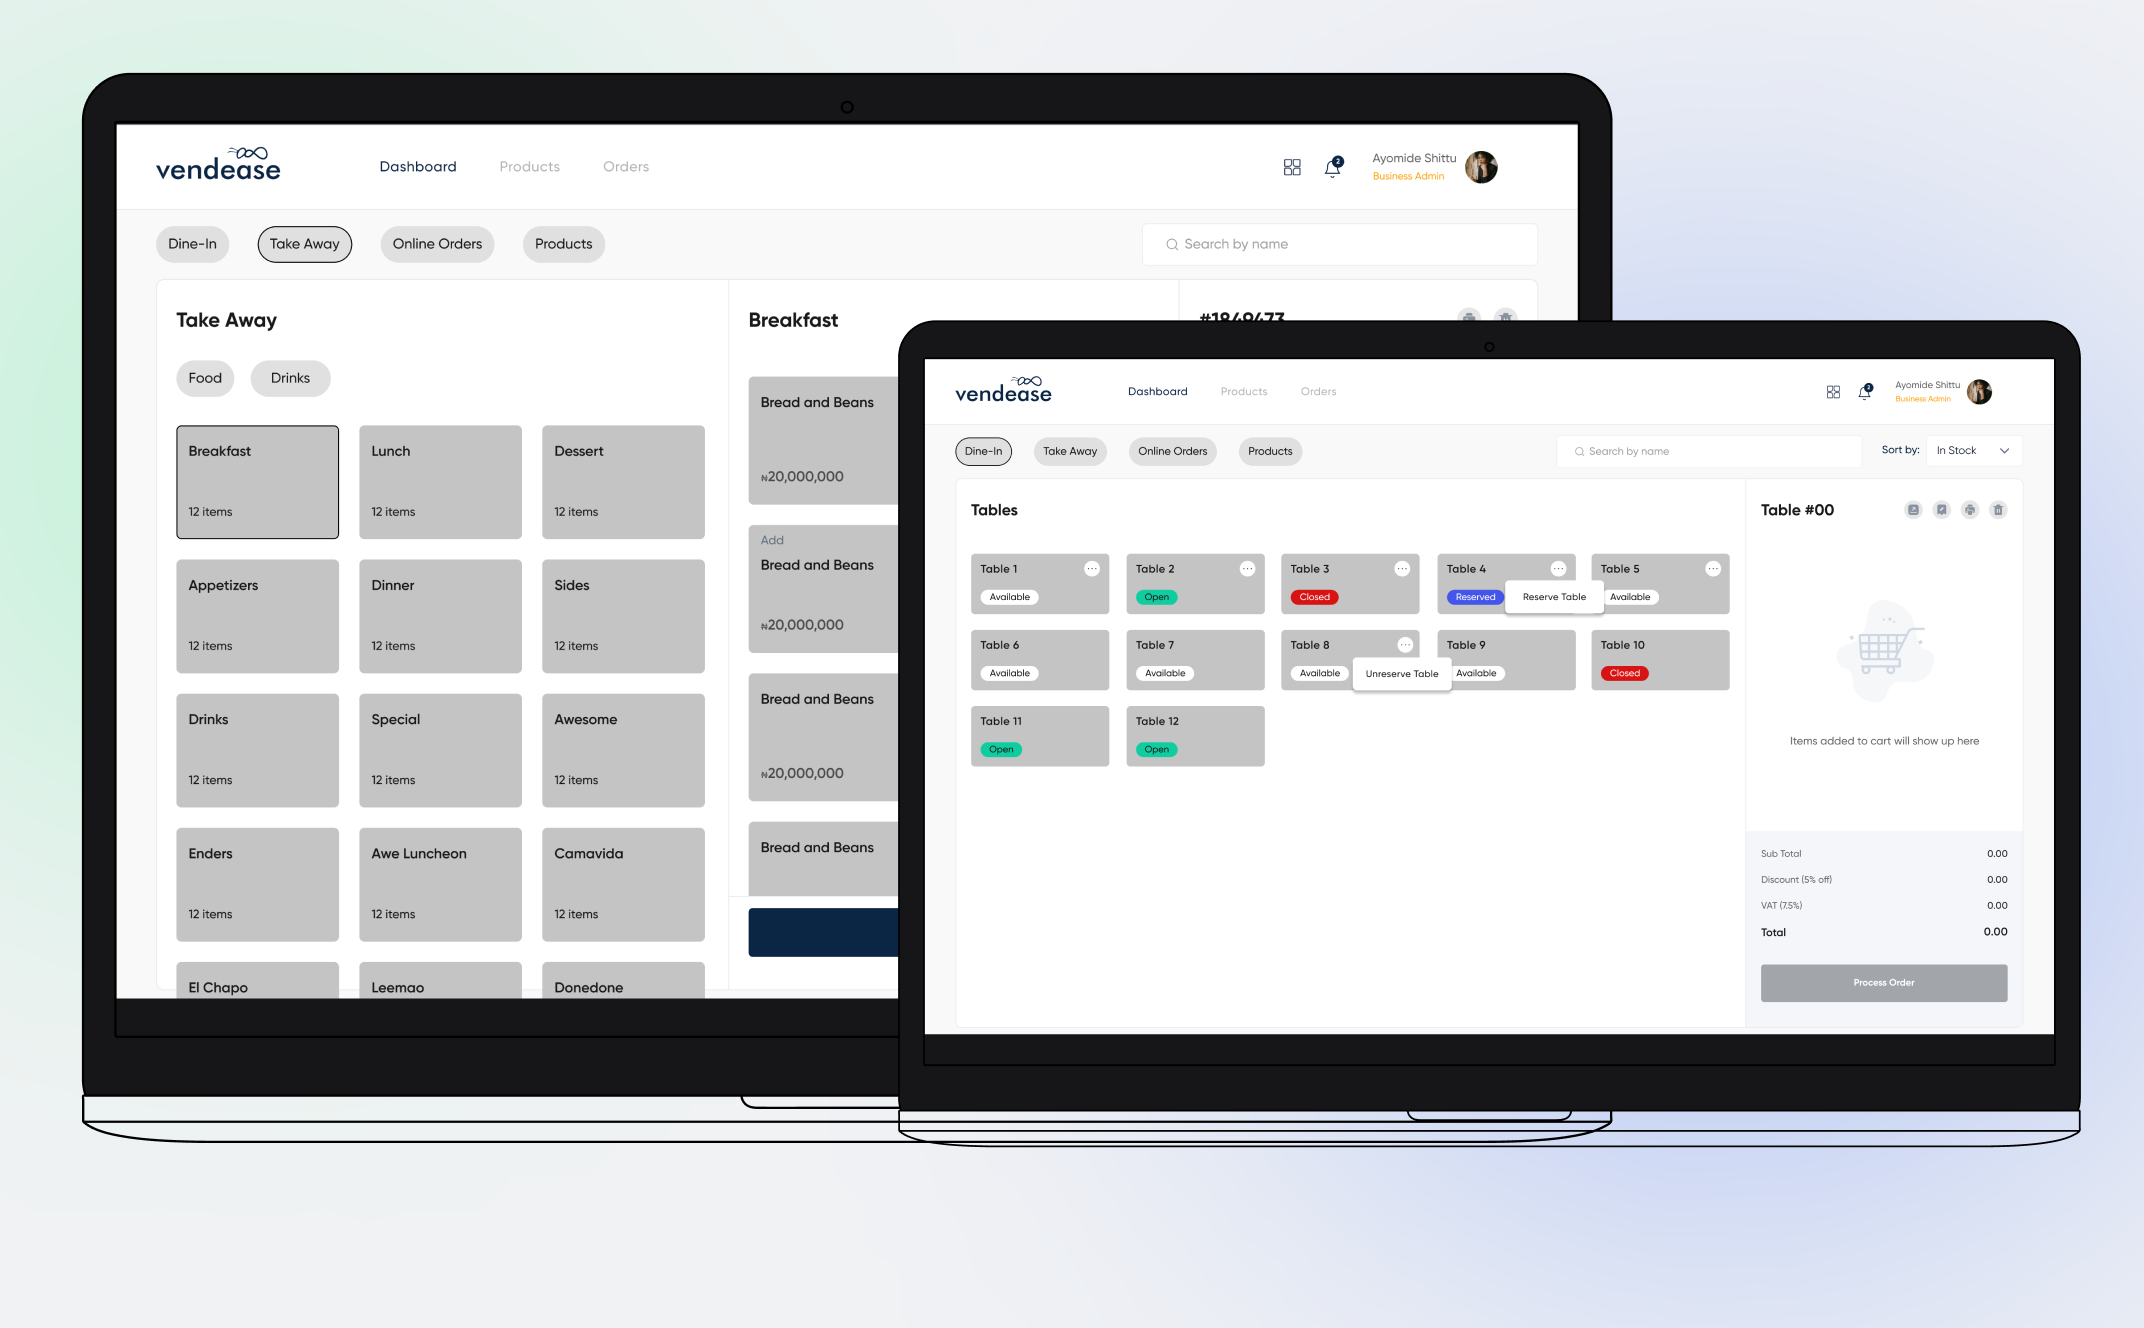 vendease
Dashboard Products Orders
2
Ayomide Shittu
Business Admin
Dine-In Take Away Online Orders Products
Search by name
Take Away
Food Drinks
Breakfast Lunch Dessert
12 items 12 items 12 items
Appetizers Dinner Sides
12 items 12 items 12 items
Drinks Special Awesome
12 items 12 items 12 items
Enders Awe Luncheon Camavida
12 items 12 items 12 items
El Chapo Leemao Donedone
Breakfast
Bread and Beans
₦20,000,000
Add
Bread and Beans
₦20,000,000
Bread and Beans
₦20,000,000
Bread and Beans
#1849473
vendease
Dashboard Products Orders
2
Ayomide Shittu
Business Admin
Dine-In Take Away Online Orders Products
Search by name
Sort by: In Stock
Tables
Table 1 Table 2 Table 3 Table 4 Table 5
Available Open Closed Reserved Reserve Table Available
Table 6 Table 7 Table 8 Table 9 Table 10
Available Available Available Unreserve Table Available Closed
Table 11 Table 12
Open Open
Table #00
Items added to cart will show up here
Sub Total 0.00
Discount (5% off) 0.00
VAT (7.5%) 0.00
Total 0.00
Process Order